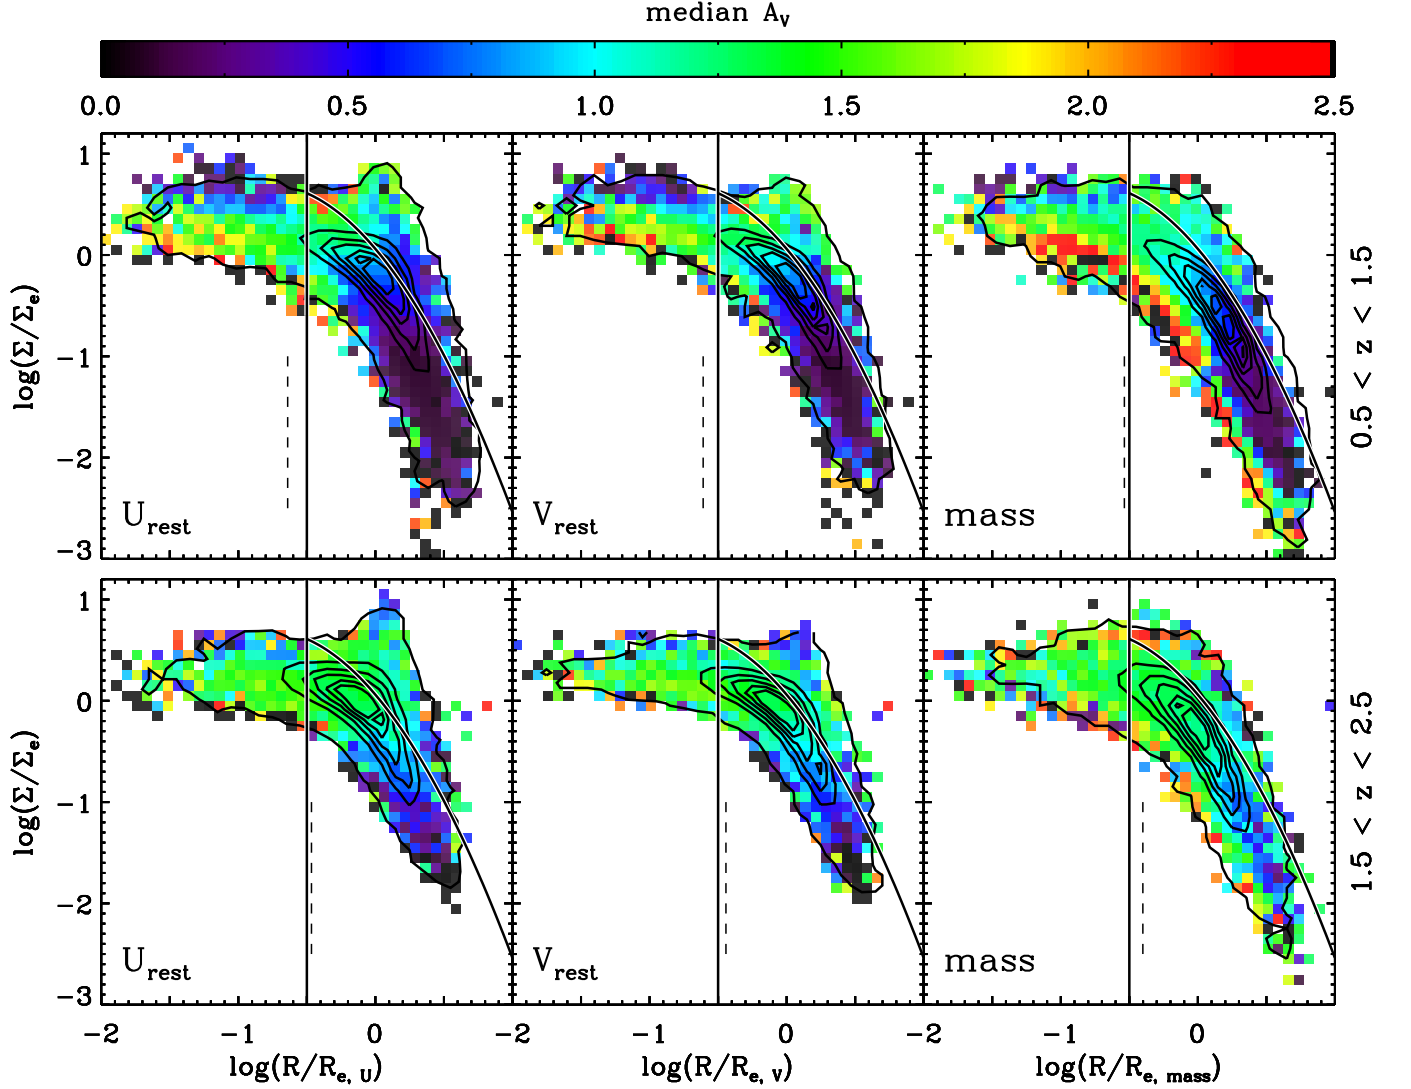 median A_V
0.0 0.5 1.0 1.5 2.0 2.5
log(Σ/Σ_e)
1
0
−1
−2
−3
U_rest
V_rest
mass
0.5 < z < 1.5
log(Σ/Σ_e)
1
0
−1
−2
−3
U_rest
V_rest
mass
1.5 < z < 2.5
−2 −1 0 −2 −1 0 −2 −1 0
log(R/R_e, U) log(R/R_e, V) log(R/R_e, mass)